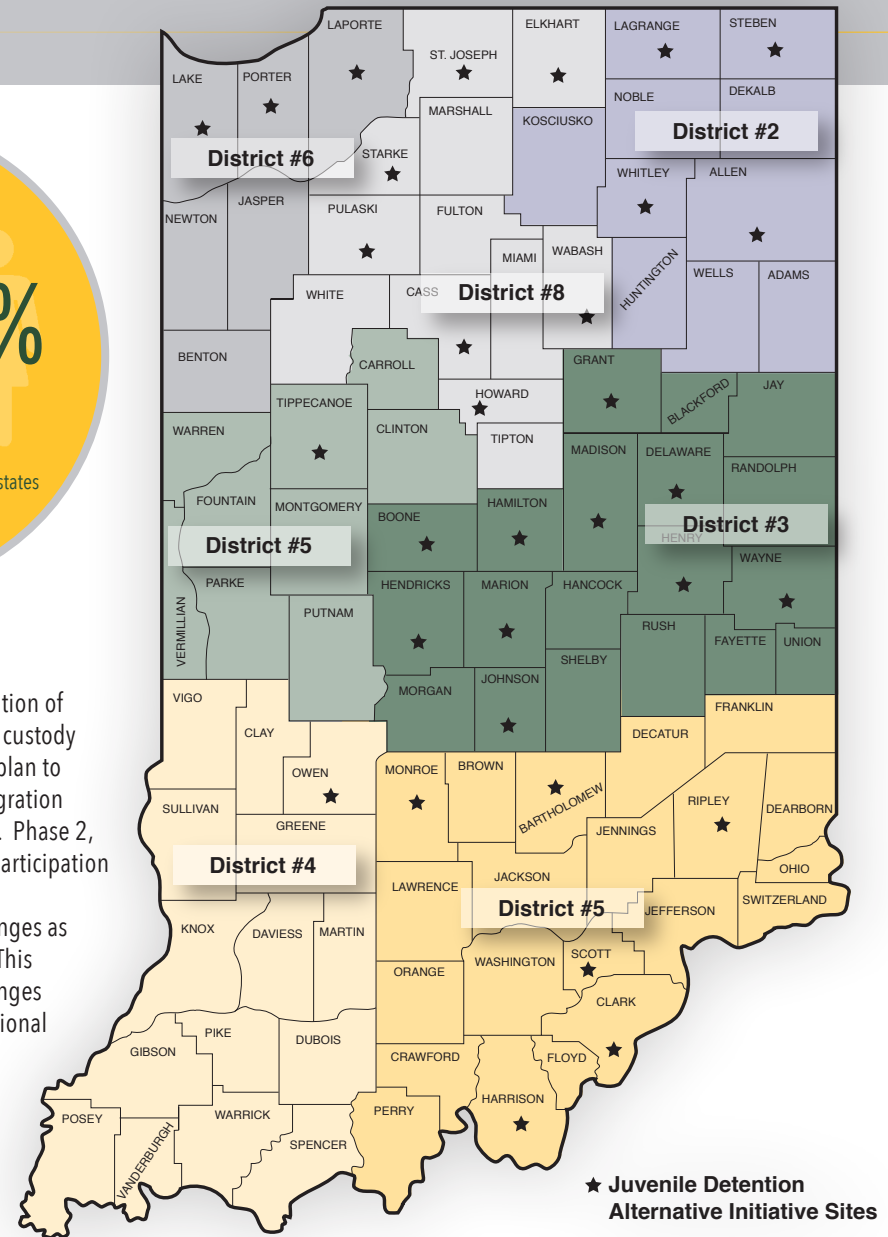 LAPORTE
ELKHART
LAGRANGE
STEBEN
ST. JOSEPH
LAKE
PORTER
NOBLE
DEKALB
MARSHALL
KOSCIUSKO
District #2
District #6
STARKE
WHITLEY
ALLEN
NEWTON
JASPER
PULASKI
FULTON
MIAMI
WABASH
HUNTINGTON
WELLS
ADAMS
WHITE
CASS
District #8
%
BENTON
CARROLL
GRANT
HOWARD
BLACKFORD
JAY
TIPPECANOE
WARREN
CLINTON
TIPTON
MADISON
DELAWARE
RANDOLPH
states
FOUNTAIN
MONTGOMERY
BOONE
HAMILTON
District #3
HENRY
District #5
WAYNE
PARKE
HENDRICKS
MARION
HANCOCK
VERMILLIAN
PUTNAM
RUSH
FAYETTE
UNION
SHELBY
MORGAN
JOHNSON
VIGO
FRANKLIN
CLAY
DECATUR
OWEN
MONROE
BROWN
BARTHOLOMEW
RIPLEY
DEARBORN
SULLIVAN
GREENE
JENNINGS
OHIO
District #4
LAWRENCE
JACKSON
SWITZERLAND
District #5
JEFFERSON
KNOX
DAVIESS
MARTIN
WASHINGTON
SCOTT
ORANGE
CLARK
PIKE
DUBOIS
GIBSON
CRAWFORD
FLOYD
HARRISON
POSEY
WARRICK
PERRY
VANDERBURGH
SPENCER
tion of
custody
plan to
gration
. Phase 2,
articipation
nges as
This
nges
ional
★ Juvenile Detention
Alternative Initiative Sites